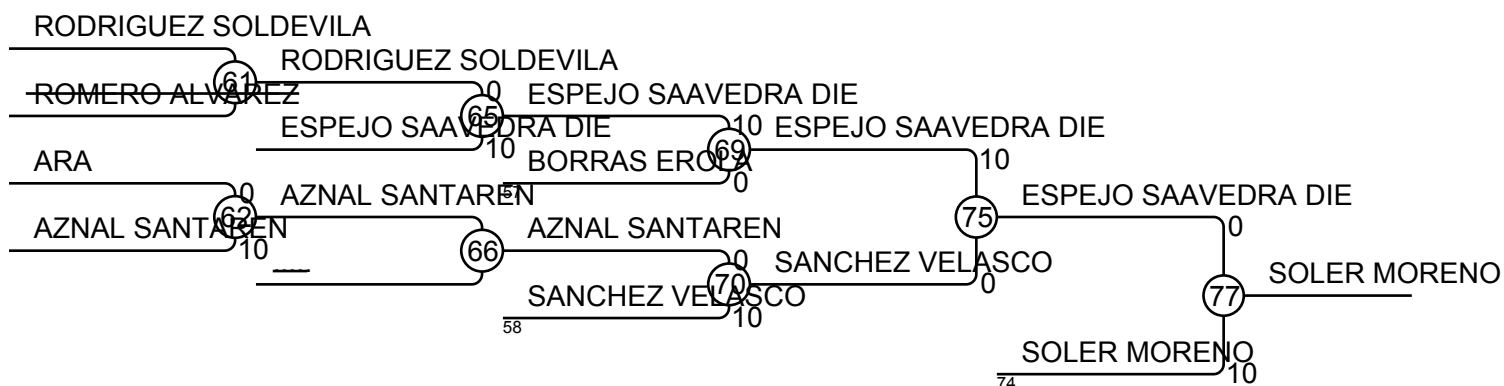 RODRIGUEZ SOLDEVILA
61
RODRIGUEZ SOLDEVILA
ROMERO ALVAREZ
0
65
ESPEJO SAAVEDRA DIE
ESPEJO SAAVEDRA DIE
10
10
69
ESPEJO SAAVEDRA DIE
ARA
BORRAS EROLA
57
0
10
0
62
AZNAL SANTAREN
75
ESPEJO SAAVEDRA DIE
AZNAL SANTAREN
10
66
AZNAL SANTAREN
0
0
70
SANCHEZ VELASCO
0
SANCHEZ VELASCO
58
10
77
SOLER MORENO
SOLER MORENO
74
10